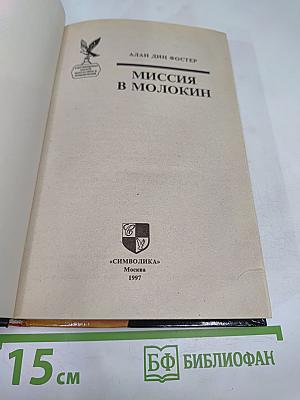 АЛАН ДИН ФОСТЕР
МИССИЯ
В МОЛОКИН
«СИМВОЛИКА»
Москва
1997
15 см
БФ БИБЛИОФАН